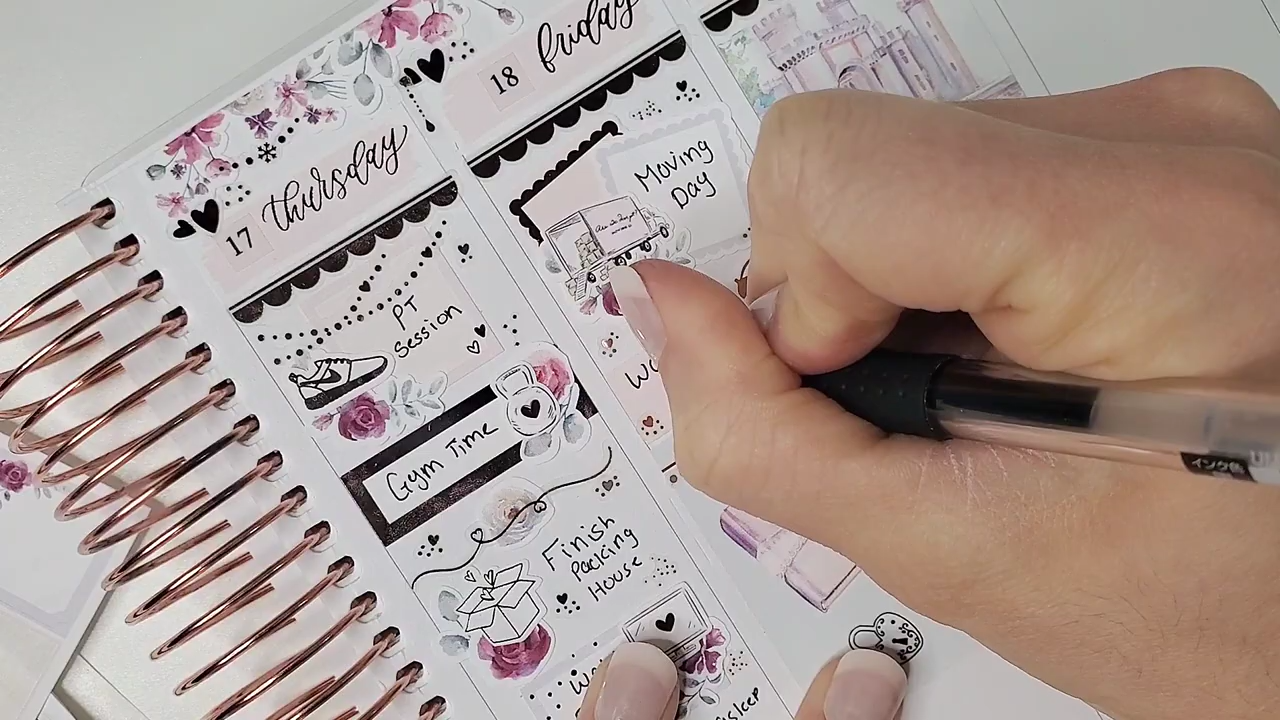 17 thursday
PT
Session
Gym Time
Finish
Packing
House
18 friday
Moving
Day